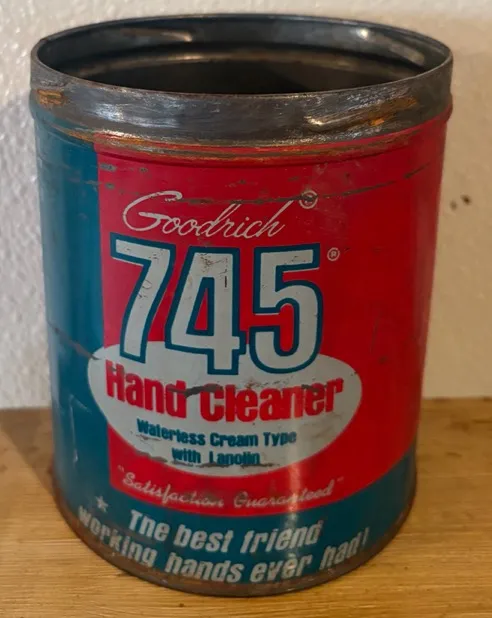 Goodrich®
745®
Hand Cleaner
Waterless Cream Type
with Lanolin
"Satisfaction Guaranteed"
The best friend
working hands ever had!